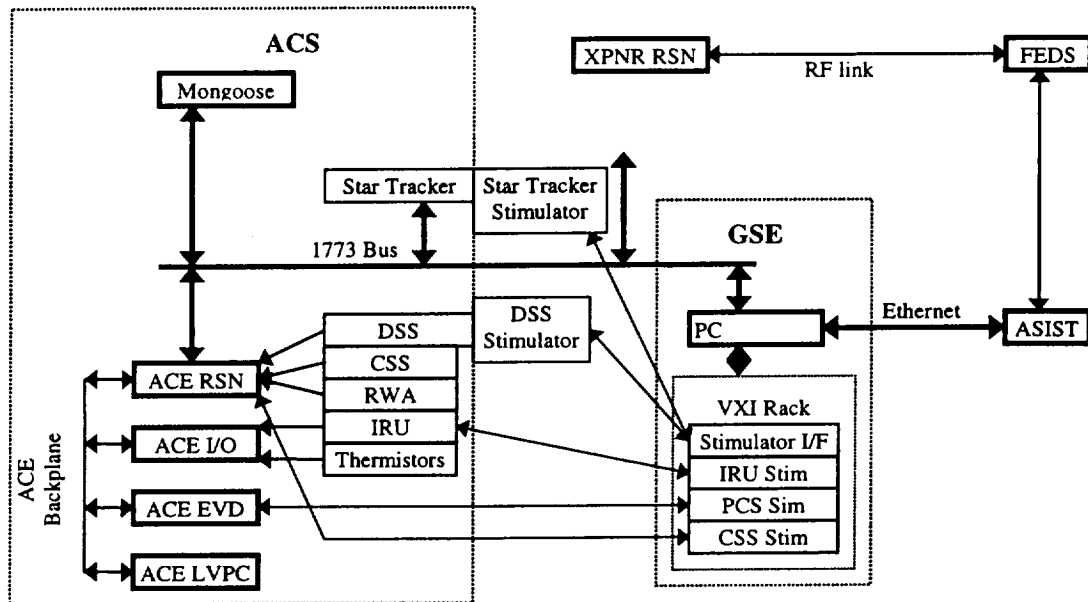 ACS
XPNR RSN
FEDS
RF link
Mongoose
Star Tracker
Star Tracker
Stimulator
GSE
1773 Bus
Ethernet
DSS
DSS
Stimulator
PC
ASIST
CSS
ACE RSN
RWA
VXI Rack
IRU
ACE I/O
Stimulator I/F
Thermistors
IRU Stim
ACE
Backplane
ACE EVD
PCS Sim
CSS Stim
ACE LVPC